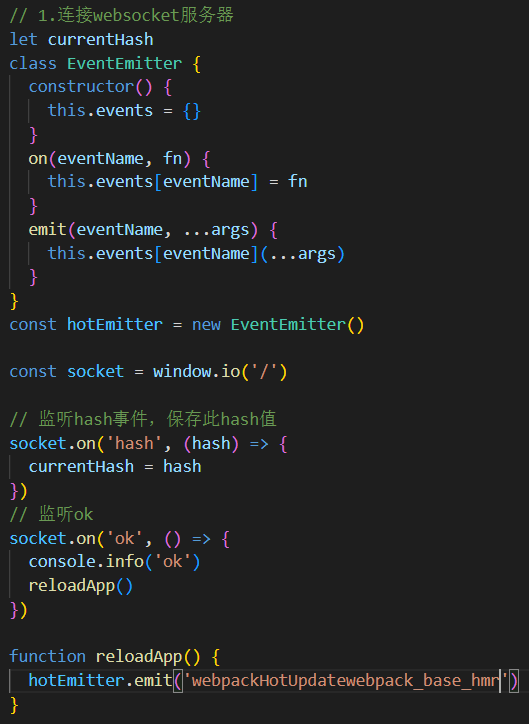 // 1.连接websocket服务器
let currentHash
class EventEmitter {
  constructor() {
    this.events = {}
  }
  on(eventName, fn) {
    this.events[eventName] = fn
  }
  emit(eventName, ...args) {
    this.events[eventName](...args)
  }
}
const hotEmitter = new EventEmitter()

const socket = window.io('/')

// 监听hash事件，保存此hash值
socket.on('hash', (hash) => {
  currentHash = hash
})
// 监听ok
socket.on('ok', () => {
  console.info('ok')
  reloadApp()
})

function reloadApp() {
  hotEmitter.emit('webpackHotUpdatewebpack_base_hmr')
}